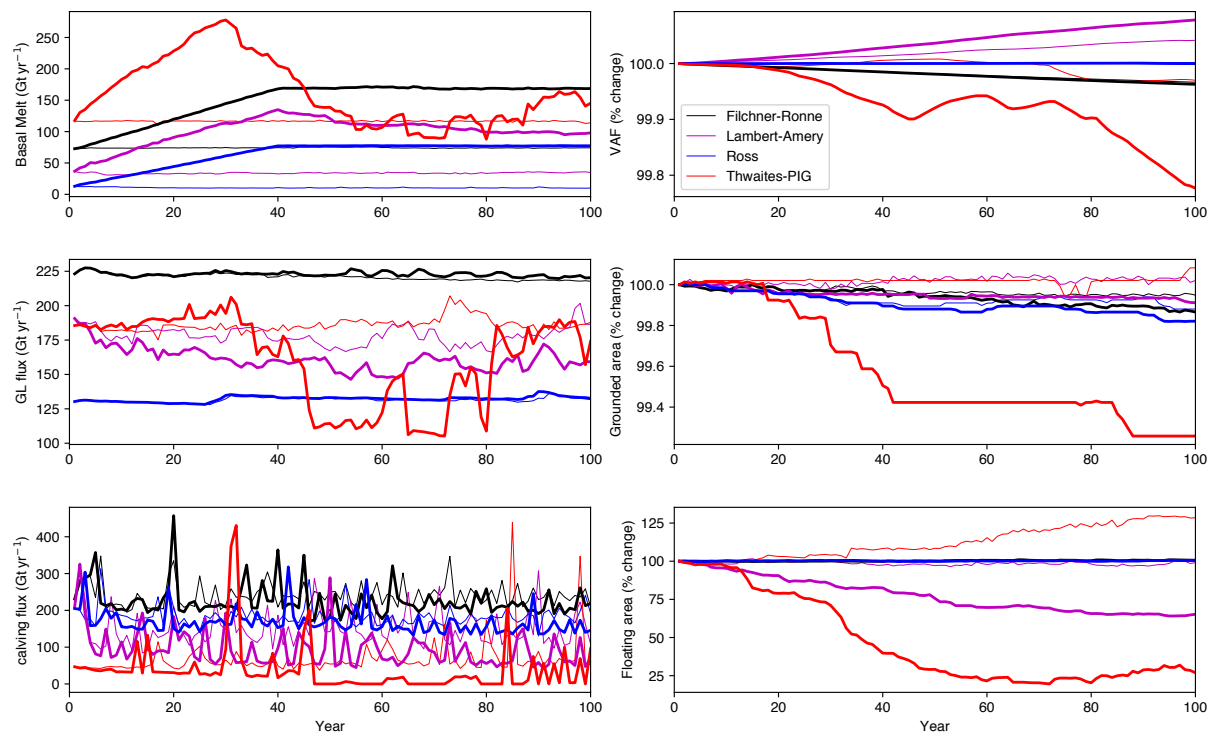 Basal Melt (Gt yr⁻¹)
250
200
150
100
50
0
0 20 40 60 80 100
VAF (% change)
100.0
99.9
99.8
Filchner-Ronne
Lambert-Amery
Ross
Thwaites-PIG
0 20 40 60 80 100
GL flux (Gt yr⁻¹)
225
200
175
150
125
100
0 20 40 60 80 100
Grounded area (% change)
100.0
99.8
99.6
99.4
0 20 40 60 80 100
calving flux (Gt yr⁻¹)
400
300
200
100
0
0 20 40 60 80 100
Year
Floating area (% change)
125
100
75
50
25
0 20 40 60 80 100
Year